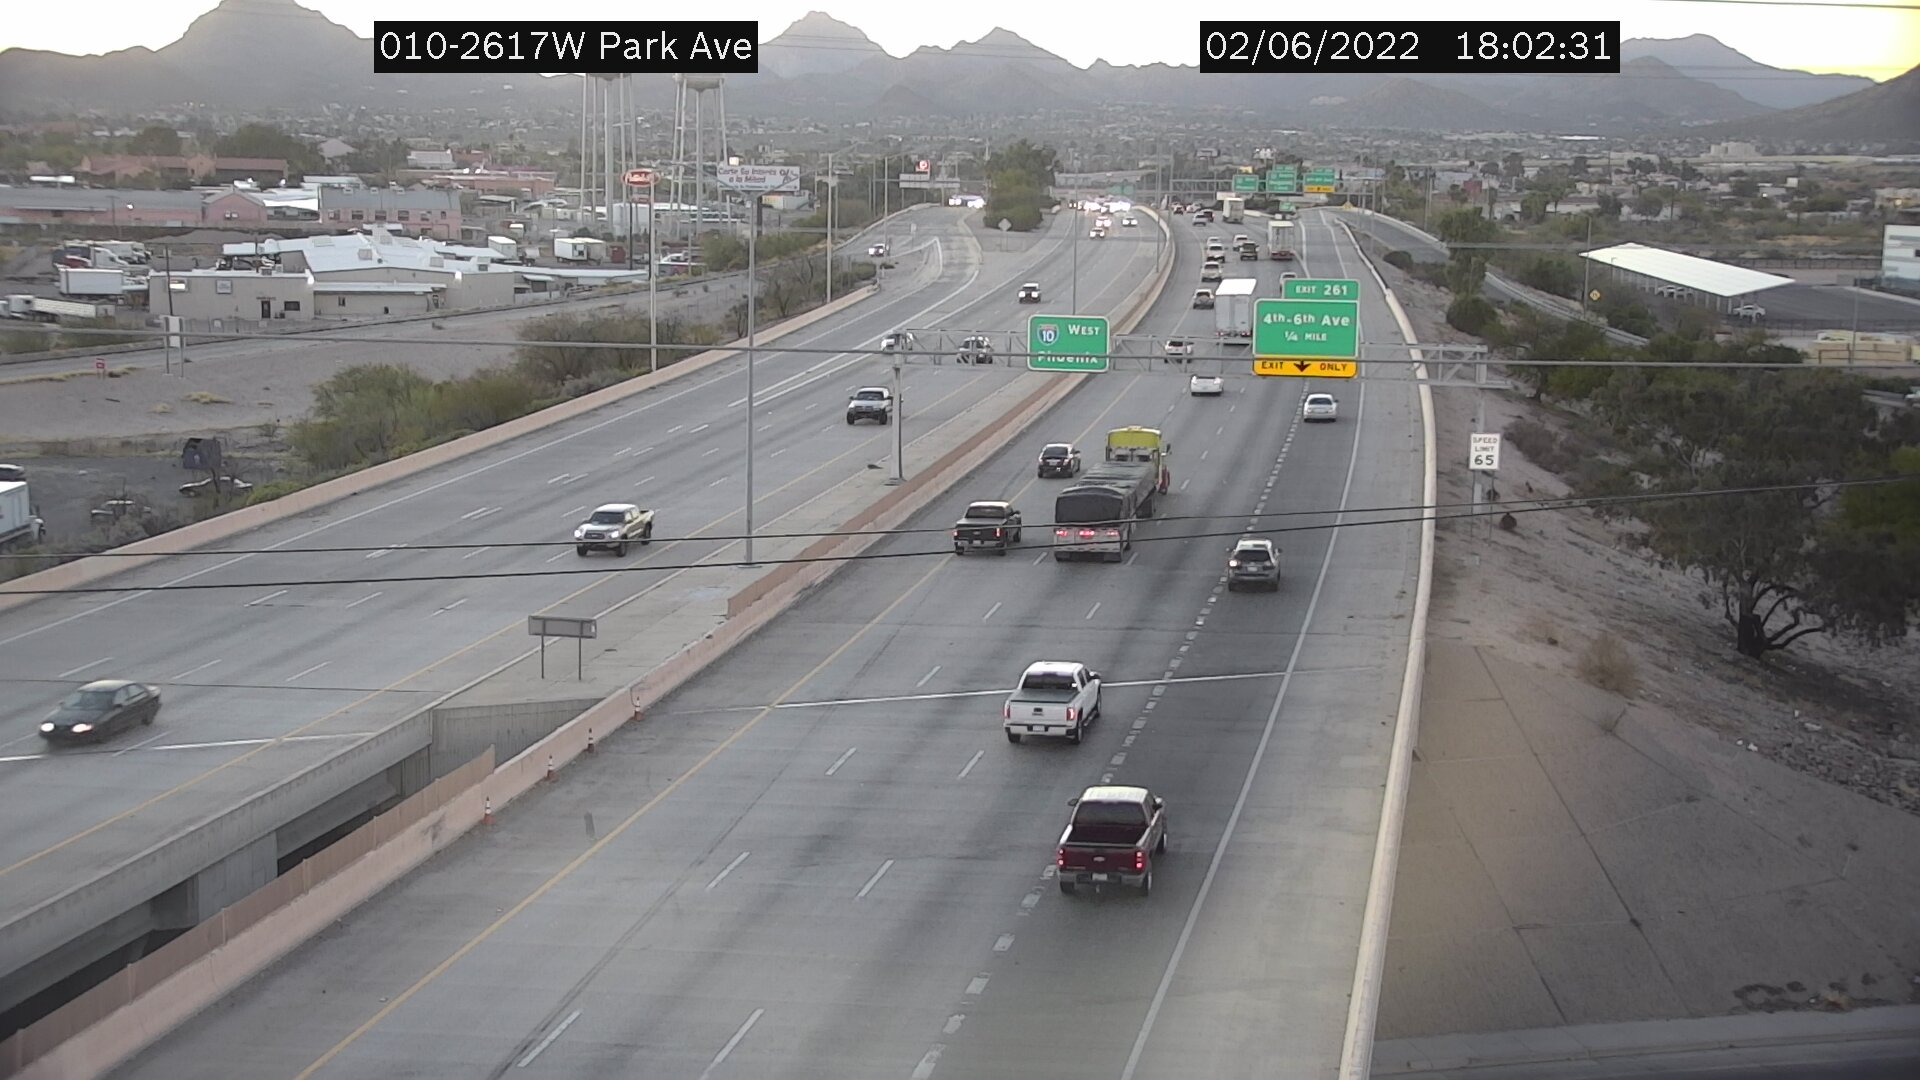 010-2617W Park Ave
02/06/2022 18:02:31
EXIT 261
4th-6th Ave
1/4 MILE
EXIT ONLY
10 WEST
Phoenix
SPEED
LIMIT
65